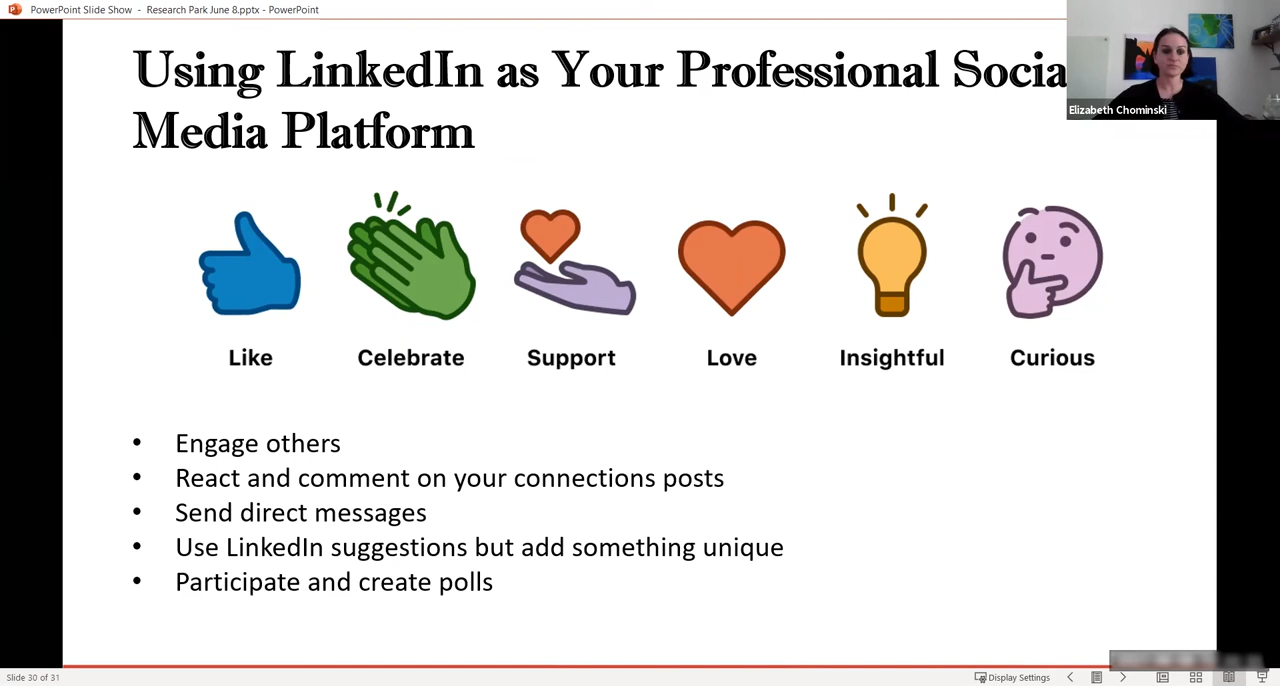 PowerPoint Slide Show - Research Park June 8.pptx - PowerPoint
Using LinkedIn as Your Professional Socia
Media Platform
Elizabeth Chominski
Like Celebrate Support Love Insightful Curious
• Engage others
• React and comment on your connections posts
• Send direct messages
• Use LinkedIn suggestions but add something unique
• Participate and create polls
Slide 30 of 31
Display Settings